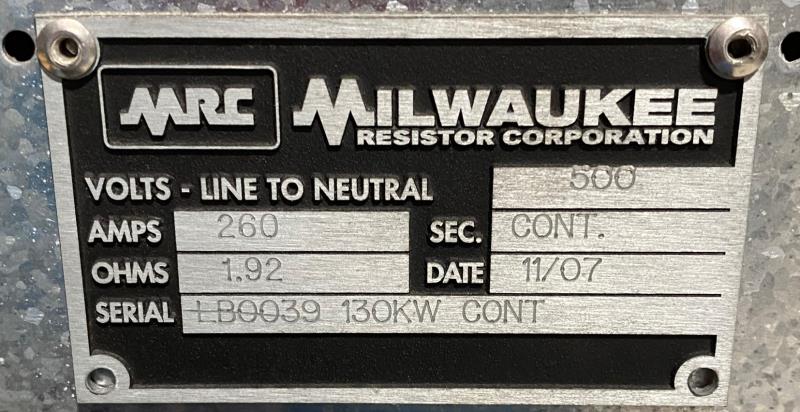 MRC MILWAUKEE
RESISTOR CORPORATION
VOLTS - LINE TO NEUTRAL 500
AMPS 260 SEC. CONT.
OHMS 1.92 DATE 11/07
SERIAL LB0039 130KW CONT